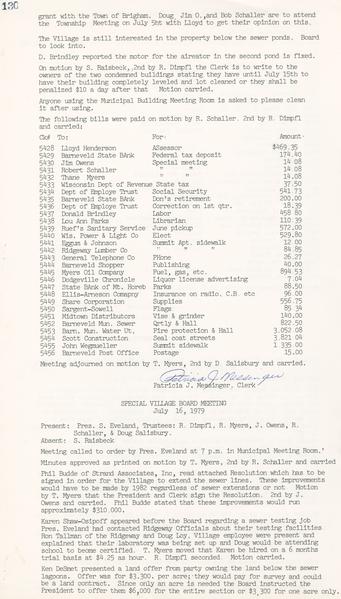 130
grant with the Town of Brigham. Doug Jim O.,and Bob Schaller are to attend
the Township Meeting on July 5ht with Lloyd to get their opinion on this.
The Village is still interested in the property below the sewer ponds. Board
to look into.
D. Brindley reported the motor for the aireator in the second pond is fixed.
On motion by S. Raisbeck,2nd by R. Dimpfl the Clerk is to write to the
owners of the two condemned buildings stating they have until July 15th to
have their building completely leveled and lot cleaned or they shall be
penalized $10 a day after that Motion carried.
Anyone using the Municipal Building Meeting Room is asked to please clean
it after using.
The following bills were paid on motion by R. Schaller. 2nd by R. Dimpfl
and carried;
Ck# To: For- Amount-
5428 Lloyd Henderson ASsessor $469.35
5429 Barneveld State BAnk Federal tax deposit 174.40
5430 Jim Owens Special meeting 14 08
5431 Robert Schaller " " 14 08
5432 Thane Myers " " 14.08
5433 Wisconsin Dept of Revenue State tax 37.50
5434 Dept of Employe Trust Social Security 541.73
5435 Barneveld State BAnk Don's retirement 200.00
5436 Dept of Employe Trust Correction on 1st qtr. 18.39
5437 Donald Brindley Labor 458 80
5438 Lou Ann Parks Librarian 110.39
5439 Ruef's Sanitary Service June pickup 572.00
5440 Wis. Power & Light Co Elect 529.80
5441 Eggum & Johnson Summit Apt. sidewalk 12 00
5442 Ridgeway Lumber Co " " " 84.85
5443 General Telephone Co PHone 26.27
5444 Barneveld Shopper Publishing 40.00
5445 Myers Oil Company Fuel, gas, etc. 894 53
5446 Dodgeville Chronicle Liquor license advertising 7.04
5447 State BAnk of Mt. Horeb Parks 88.50
5448 Ellis-Arneson Comapny Insurance on radio. C.B etc 96.00
5449 Share Corporation Supplies 556.75
5450 Sargent-Sowell Flags 85 34
5451 Midtown Distributors Vise & grinder 140.00
5452 Barneveld Mun. Sewer Qrtly & Hall 822.50
5453 Barn. Mun. Water Ut. Fire protection & Hall 3.052 08
5454 Scott Construction Seal coat streets 3.821 04
5455 John Wegmueller Summit sidewalk 1 335 00
5456 Barneveld Post Office Postage 15.00
Meeting adjourned on motion by T. Myers, 2nd by D Salisbury and carried.
Patricia J. Messinger
Patricia J. Messinger, Clerk
SPECIAL VILLAGE BOARD MEETING
July 16, 1979
Present: Pres. S. Eveland, Trustees: R. Dimpfl, R. Myers, J. Owens, R.
Schaller, & Doug Salisbury.
Absent: S. Raisbeck
Meeting called to order by Pres. Eveland at 7 p.m. in Municipal Meeting Room.
Minutes approved as printed on motion by T. Myers, 2nd by R. Schaller and carried
Phil Budde of Strand Associates, Inc, read attached Resolution which has to be
signed in order for the Village to extend the sewer lines. These improvements
would have to be made by 1982 regardless of sewer extentions or not Motion
by T. Myers that the President and Clerk sign the Resolution. 2nd by J.
Owens and carried. Phil Budde stated that these improvements would run
approximately $310.000.
Karen Shaw-Osipoff appeared before the Board regarding a sewer testing job
Pres. Eveland had contacted Ridgeway Officials about their testing facilities
Ron Tallman of the Ridgeway and Doug Loy. Village employee were present and
explained that their laboratory was being set up and Doug would be attending
school to beome certified. T. Myers moved that Karen be hired on a 6 months
trial basis at $4.25 as hour. R. Dimpfl seconded Motion carried.
Ken DeSmet presented a land offer from party owning the land below the sewer
lagoons. Offer was for $3.300. per acre: they would pay for survey and could
be a land contract. Since only an acre is needed the Board instructed the
President to offer them $6,000 for the entire section or $3,300 for one acre only.